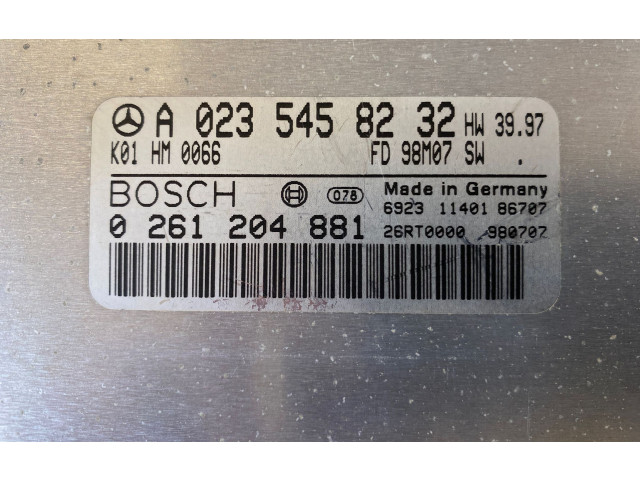 A 023 545 82 32 HW 39.97
K01 HM 0066 FD 98M07 SW .
BOSCH 078 Made in Germany
6923 11401 86707
0 261 204 881 26RT0000 980707